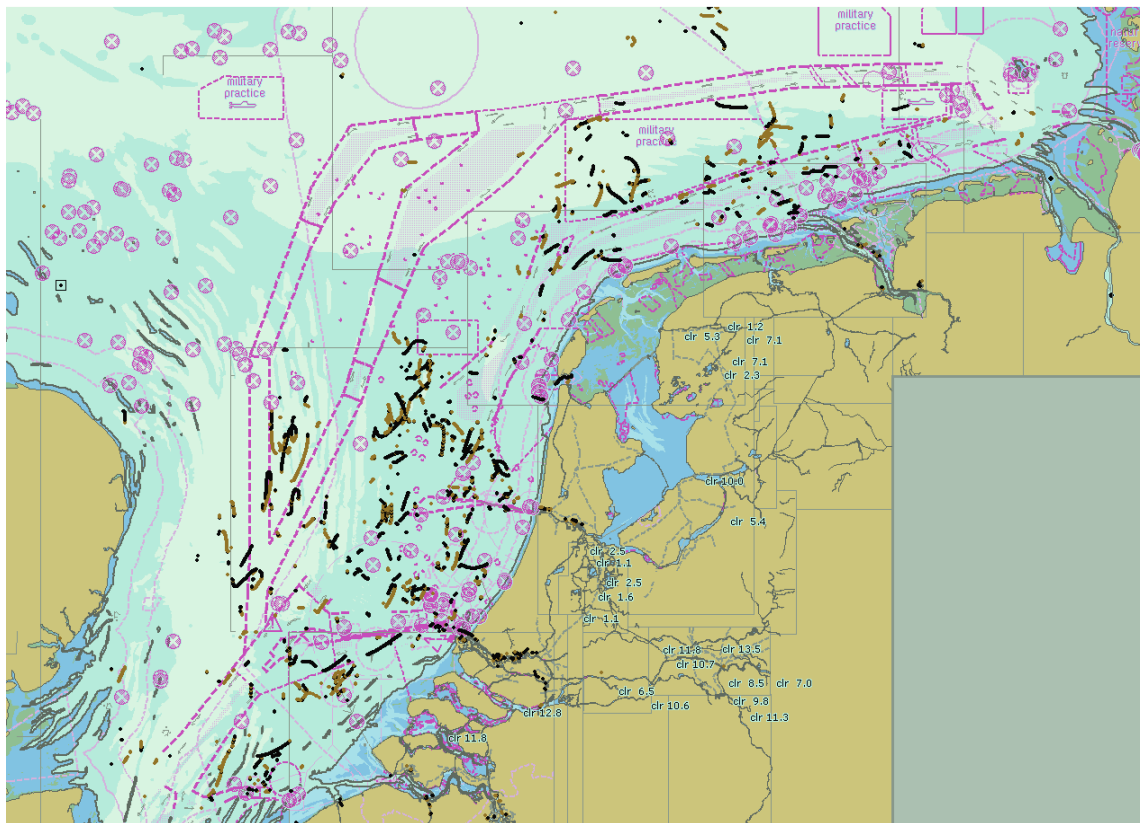 military
practice
military
practice
natur
reser
military
practice
clr 1.2
clr 5.3
clr 7.1
clr 7.1
clr 2.3
clr 10.0
clr 5.4
clr 2.5
clr 1.1
clr 2.5
clr 1.6
clr 1.1
clr 11.8
clr 13.5
clr 10.7
clr 8.5
clr 7.0
clr 6.5
clr 9.8
clr 10.6
clr 12.8
clr 11.3
clr 11.8